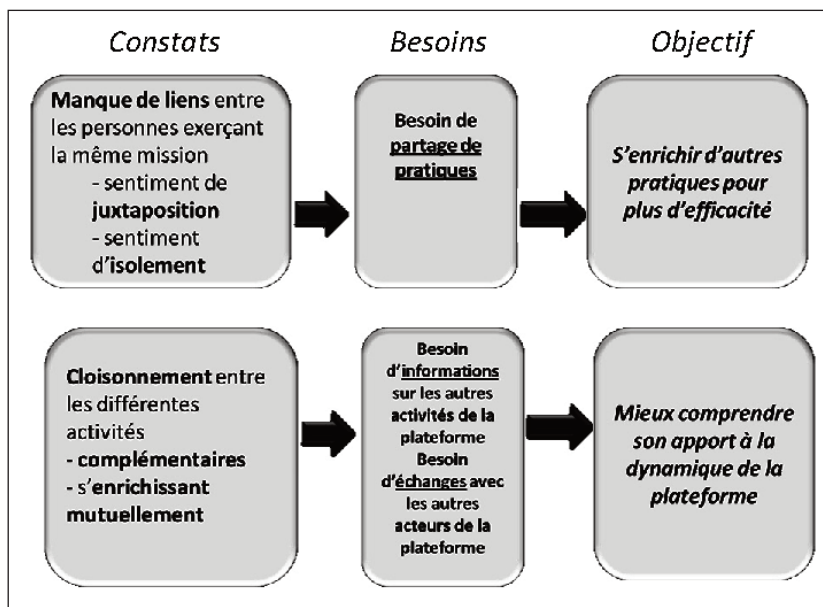 Constats
Besoins
Objectif
Manque de liens entre
les personnes exerçant
la même mission
- sentiment de
juxtaposition
- sentiment
d'isolement
Besoin de
partage de
pratiques
S'enrichir d'autres
pratiques pour
plus d'efficacité
Cloisonnement entre
les différentes
activités
- complémentaires
- s'enrichissant
mutuellement
Besoin
d'informations
sur les autres
activités de la
plateforme
Besoin
d'échanges avec
les autres
acteurs de la
plateforme
Mieux comprendre
son apport à la
dynamique de la
plateforme